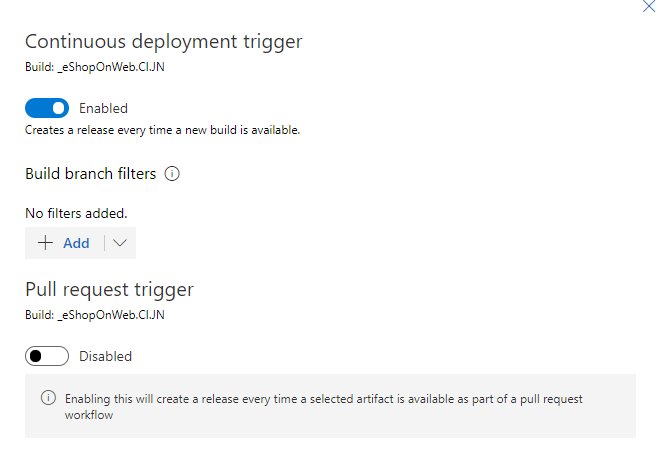 Continuous deployment trigger
Build: _eShopOnWeb.CI.JN
Enabled
Creates a release every time a new build is available.
Build branch filters
No filters added.
Add
Pull request trigger
Build: _eShopOnWeb.CI.JN
Disabled
Enabling this will create a release every time a selected artifact is available as part of a pull request
workflow